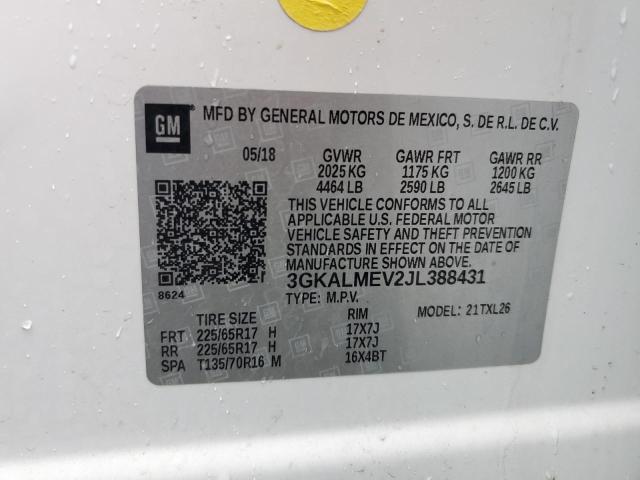 GM MFD BY GENERAL MOTORS DE MEXICO, S. DE R.L. DE C.V.
05/18 GVWR GAWR FRT GAWR RR
2025 KG 1175 KG 1200 KG
4464 LB 2590 LB 2645 LB
THIS VEHICLE CONFORMS TO ALL
APPLICABLE U.S. FEDERAL MOTOR
VEHICLE SAFETY AND THEFT PREVENTION
STANDARDS IN EFFECT ON THE DATE OF
MANUFACTURE SHOWN ABOVE.
8624 3GKALMEV2JL388431
TYPE: M.P.V. MODEL: 21TXL26
TIRE SIZE RIM
FRT 225/65R17 H 17X7J
RR 225/65R17 H 17X7J
SPA T135/70R16 M 16X4BT